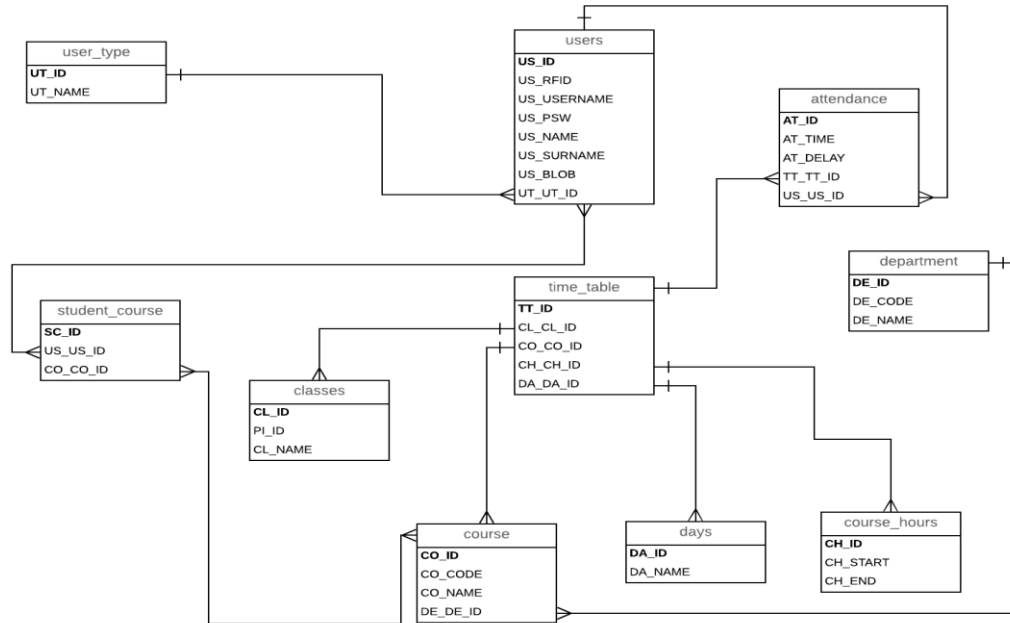 user_type
UT_ID
UT_NAME
users
US_ID
US_RFID
US_USERNAME
US_PSW
US_NAME
US_SURNAME
US_BLOB
UT_UT_ID
attendance
AT_ID
AT_TIME
AT_DELAY
TT_TT_ID
US_US_ID
department
DE_ID
DE_CODE
DE_NAME
student_course
SC_ID
US_US_ID
CO_CO_ID
time_table
TT_ID
CL_CL_ID
CO_CO_ID
CH_CH_ID
DA_DA_ID
classes
CL_ID
PI_ID
CL_NAME
course
CO_ID
CO_CODE
CO_NAME
DE_DE_ID
days
DA_ID
DA_NAME
course_hours
CH_ID
CH_START
CH_END